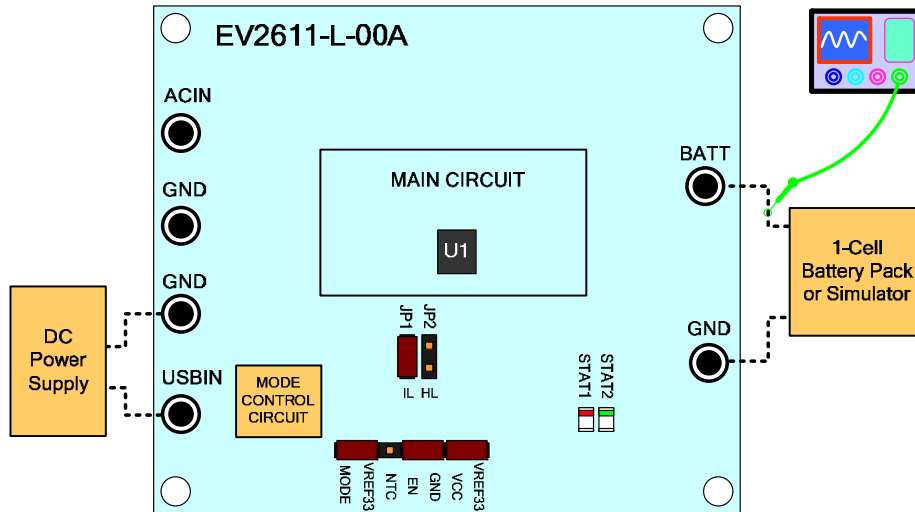 EV2611-L-00A
ACIN
GND
GND
USBIN
DC
Power
Supply
MODE
CONTROL
CIRCUIT
MAIN CIRCUIT
U1
JP1
JP2
IL
HL
MODE
VREF33
NTC
EN
GND
VCC
VREF33
STAT1
STAT2
BATT
GND
1-Cell
Battery Pack
or Simulator